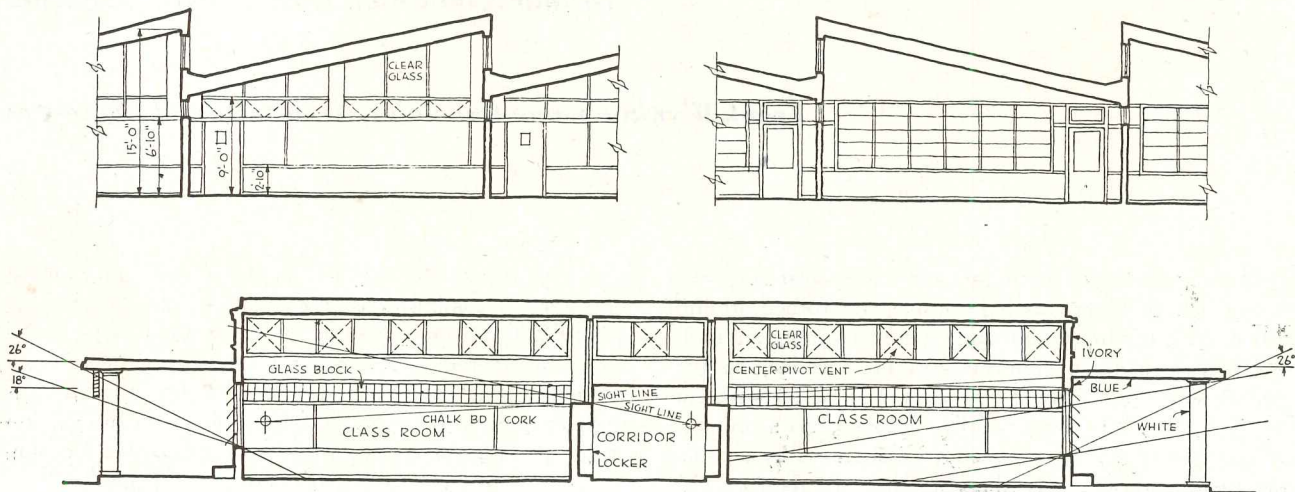 CLEAR
GLASS
15'-0"
6'-10"
9'-0"
2'-10"
26°
18°
GLASS BLOCK
CHALK BD
CORK
CLASS ROOM
SIGHT LINE
SIGHT LINE
CORRIDOR
LOCKER
CLEAR
GLASS
CENTER PIVOT VENT
CLASS ROOM
IVORY
BLUE
WHITE
26°